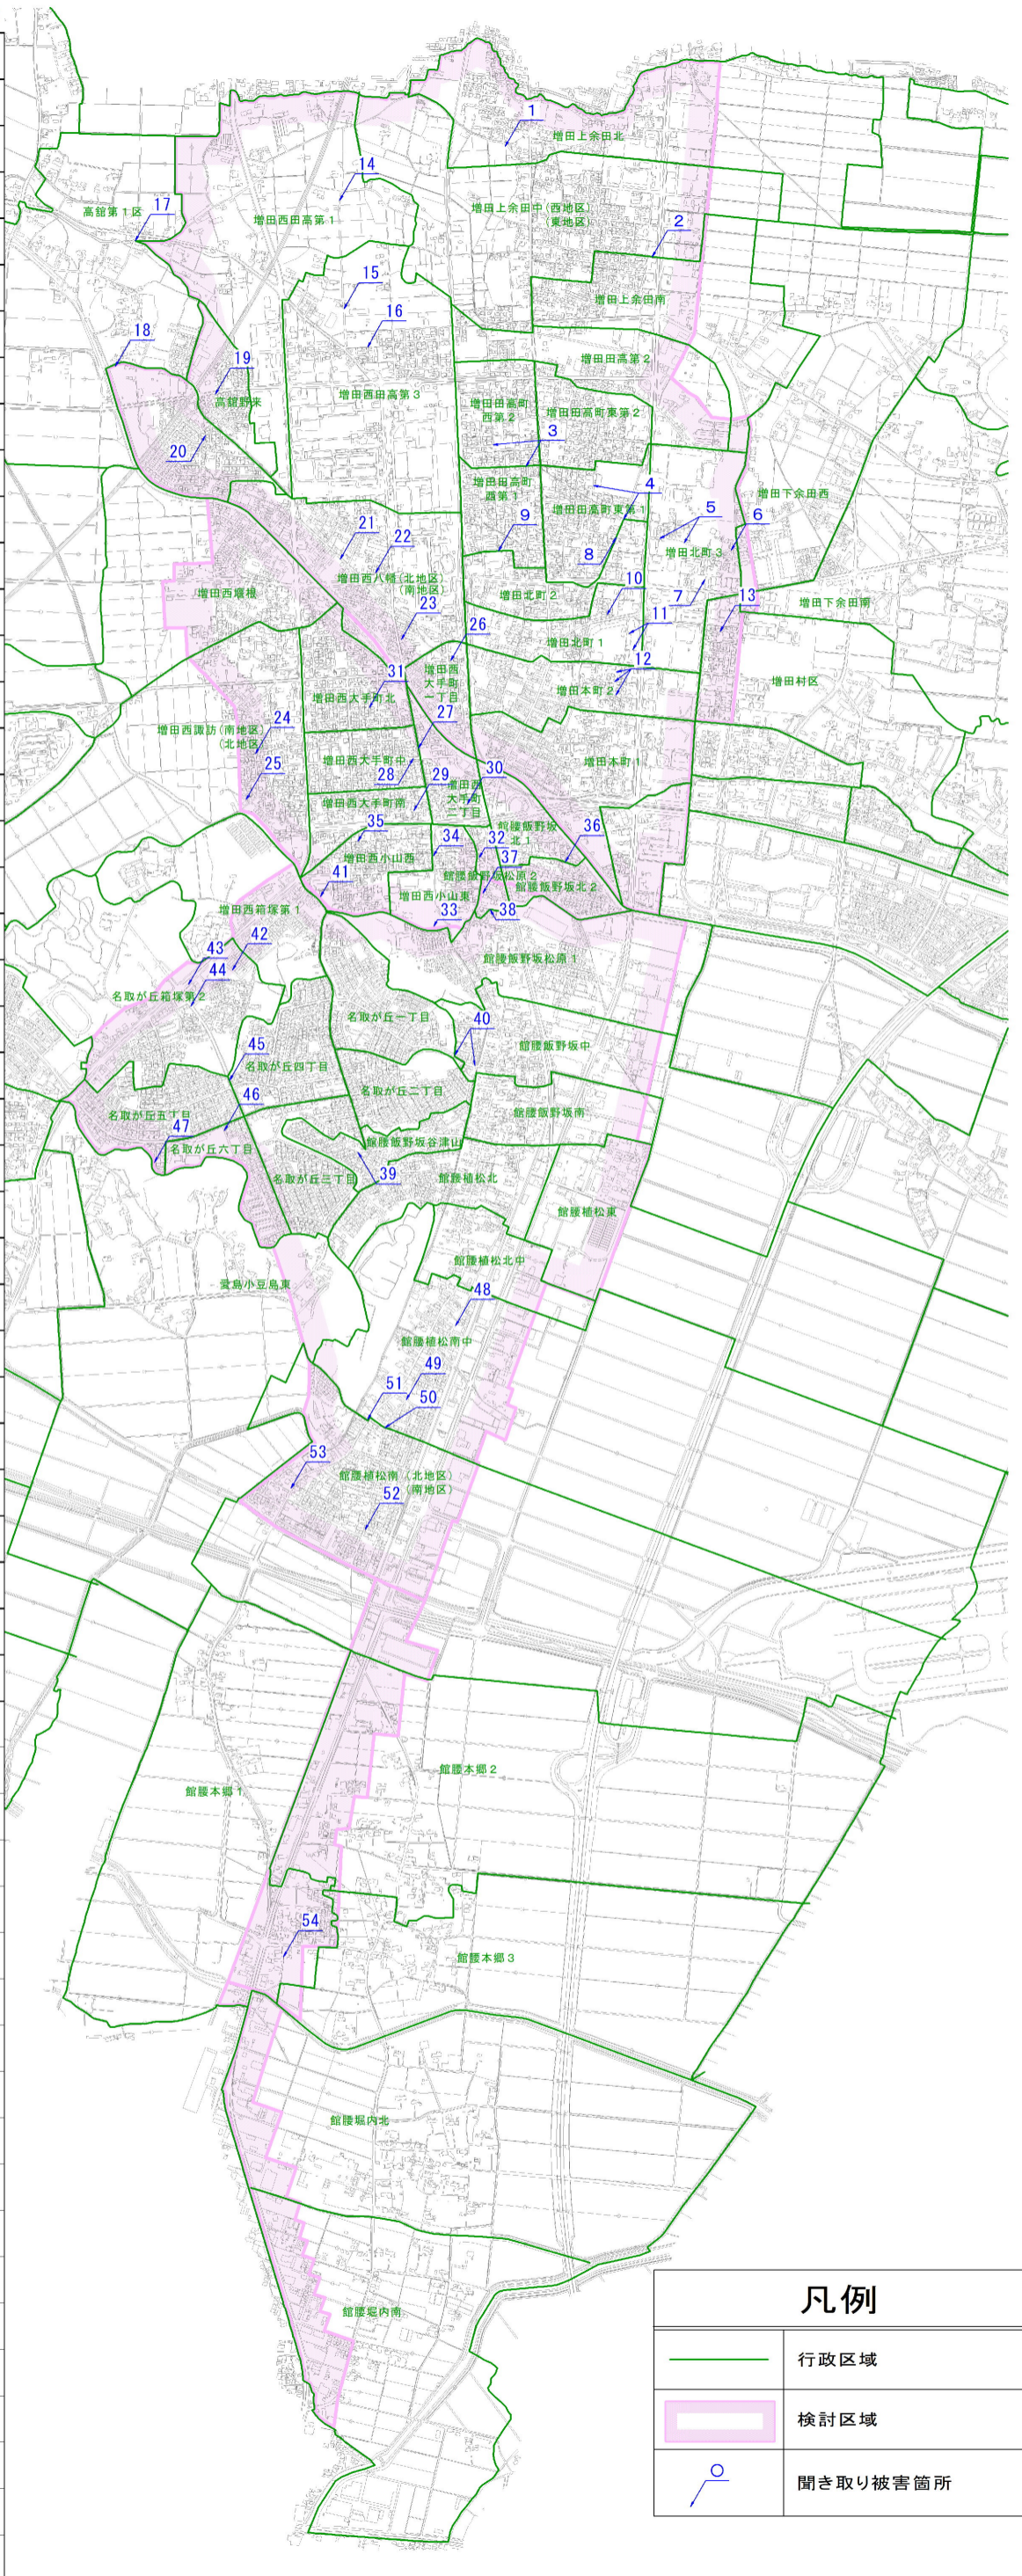 1
増田上余田北
14
17
高舘第1区
増田西田高第1
増田上余田中(西地区)
(東地区)
2
15
増田上余田南
16
18
19
増田田高第2
高舘野来
増田西田高第3
増田田高町
西第2
増田田高町東第2
20
3
増田田高町
西第1
4
増田下余田西
増田田高町東第1
9
5
6
21
22
8
増田北町3
増田西八幡(北地区)
(南地区)
増田西堰根
増田北町2
10
7
13
増田下余田南
23
11
26
増田北町1
12
31
増田西
大手町
一丁目
増田村区
増田西大手町北
増田本町2
24
27
増田西諏訪(南地区)
(北地区)
増田西大手町中
増田本町1
25
28
29
30
増田西
大手町
二丁目
増田西大手町南
35
34
32
館腰飯野坂
北1
36
増田西小山西
37
館腰飯野坂松原2
41
館腰飯野坂北2
増田西小山東
増田西箱塚第1
33
38
42
43
館腰飯野坂松原1
44
名取が丘箱塚第2
名取が丘一丁目
40
館腰飯野坂中
45
名取が丘四丁目
46
名取が丘二丁目
名取が丘五丁目
館腰飯野坂南
47
館腰飯野坂谷津山
名取が丘六丁目
39
名取が丘三丁目
館腰植松北
館腰植松東
館腰植松北中
愛島小豆島東
48
館腰植松南中
49
51
50
53
館腰植松南(北地区)
(南地区)
52
館腰本郷2
館腰本郷1
54
館腰本郷3
館腰堀内北
館腰堀内南
凡例
行政区域
検討区域
聞き取り被害箇所